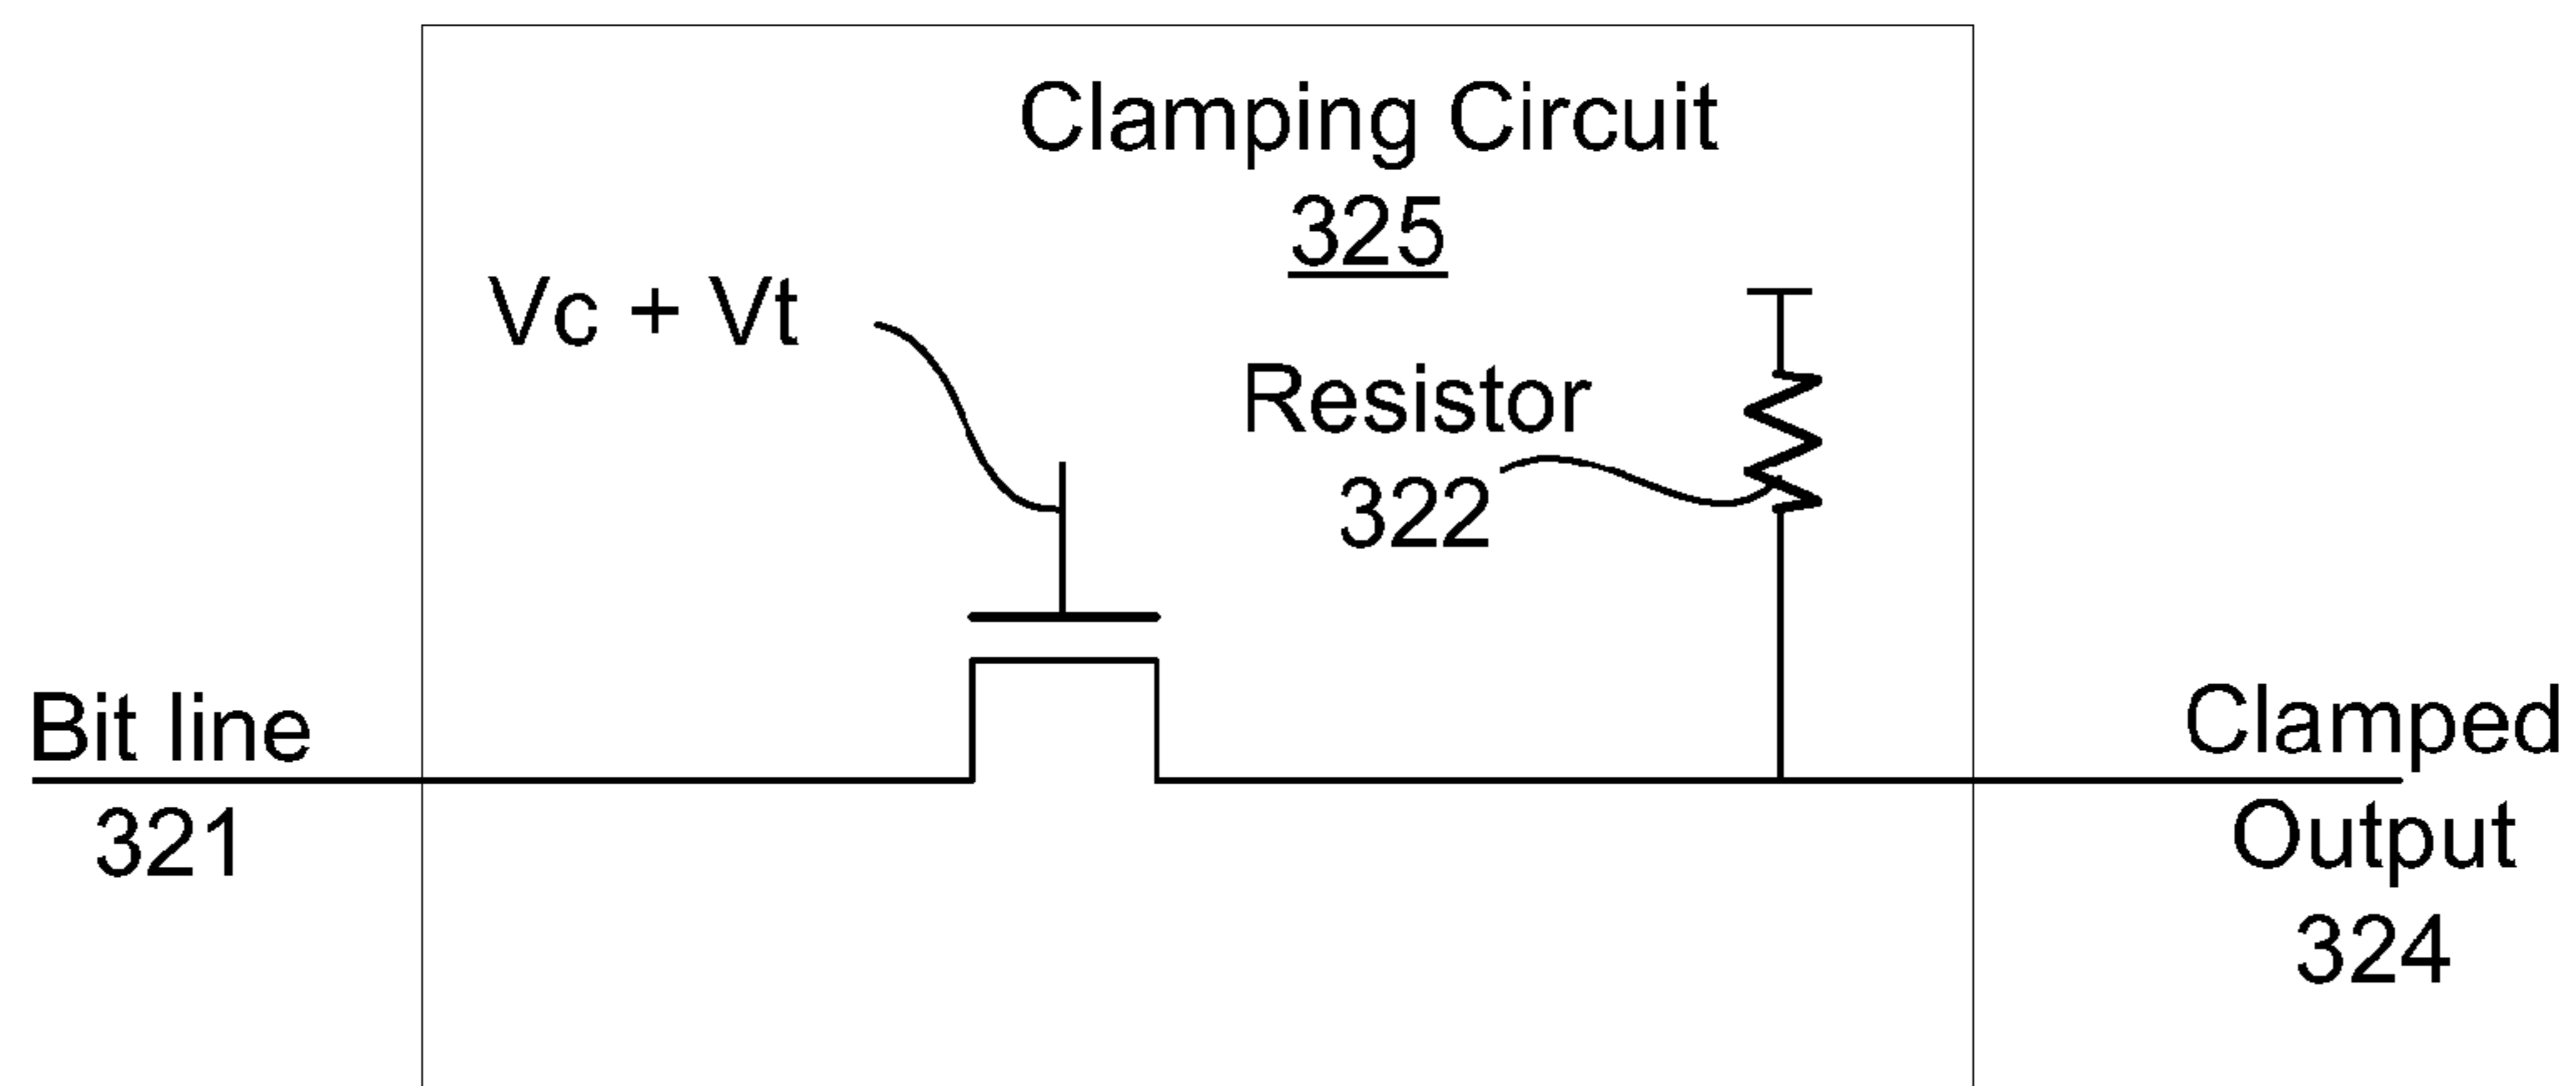 Clamping Circuit
325
Vc + Vt
Resistor
322
Bit line
321
Clamped
Output
324